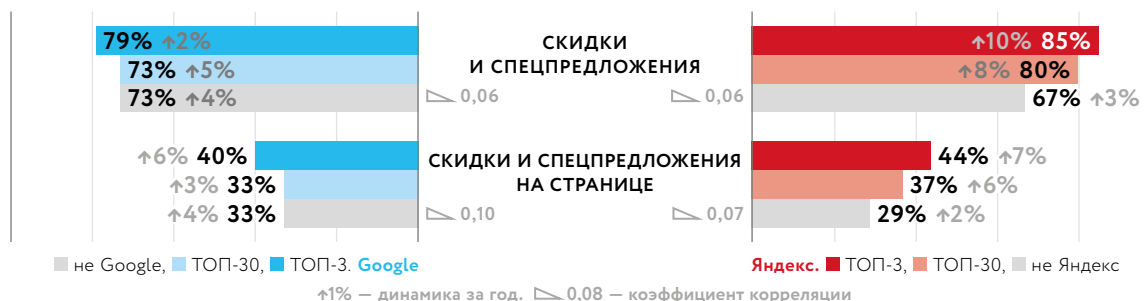 79% ↑2%
СКИДКИ
↑10% 85%
73% ↑5%
И СПЕЦПРЕДЛОЖЕНИЯ
↑8% 80%
73% ↑4%
0,06
0,06
67% ↑3%
↑6% 40%
СКИДКИ И СПЕЦПРЕДЛОЖЕНИЯ
44% ↑7%
↑3% 33%
НА СТРАНИЦЕ
37% ↑6%
↑4% 33%
0,10
0,07
29% ↑2%
не Google, ТОП-30, ТОП-3. Google
Яндекс. ТОП-3, ТОП-30, не Яндекс
↑1% — динамика за год. 0,08 — коэффициент корреляции